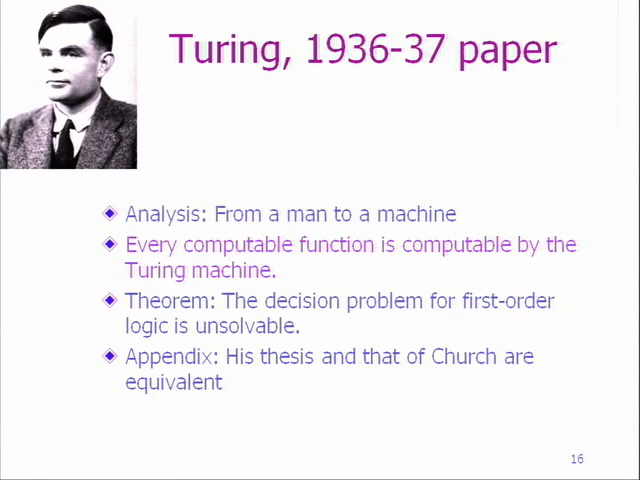 Turing, 1936-37 paper
Analysis: From a man to a machine
Every computable function is computable by the
Turing machine.
Theorem: The decision problem for first-order
logic is unsolvable.
Appendix: His thesis and that of Church are
equivalent
16